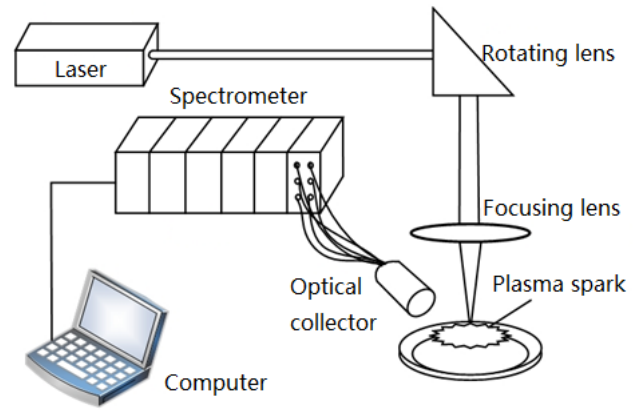 Rotating lens
Laser
Spectrometer
Focusing lens
Plasma spark
Optical
collector
Computer